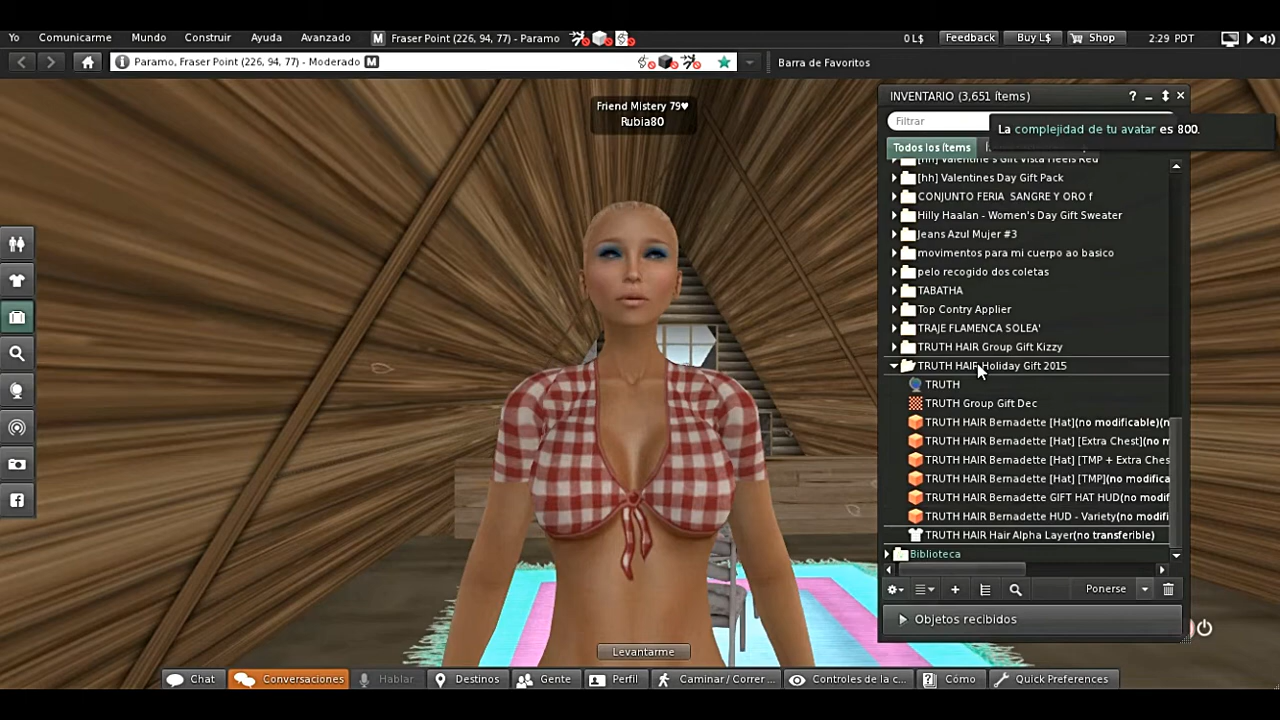 Yo Comunicarme Mundo Construir Ayuda Avanzado M Fraser Point (226, 94, 77) - Paramo 0 L$ Feedback Buy L$ Shop 2:29 PDT
Paramo, Fraser Point (226, 94, 77) - Moderado M Barra de Favoritos
Friend Mistery 79♥
Rubia80
INVENTARIO (3,651 ítems) ?
Filtrar
La complejidad de tu avatar es 800.
Todos los ítems
[hh] Valentine's Gift Vista Heels Red
[hh] Valentines Day Gift Pack
CONJUNTO FERIA SANGRE Y ORO f
Hilly Haalan - Women's Day Gift Sweater
Jeans Azul Mujer #3
movimentos para mi cuerpo ao basico
pelo recogido dos coletas
TABATHA
Top Contry Applier
TRAJE FLAMENCA SOLEA'
TRUTH HAIR Group Gift Kizzy
TRUTH HAIR Holiday Gift 2015
TRUTH
TRUTH Group Gift Dec
TRUTH HAIR Bernadette [Hat](no modificable)(n
TRUTH HAIR Bernadette [Hat] [Extra Chest](no m
TRUTH HAIR Bernadette [Hat] [TMP + Extra Ches
TRUTH HAIR Bernadette [Hat] [TMP](no modifica
TRUTH HAIR Bernadette GIFT HAT HUD(no modif
TRUTH HAIR Bernadette HUD - Variety(no modifi
TRUTH HAIR Hair Alpha Layer(no transferible)
Biblioteca
Ponerse
Objetos recibidos
Levantarme
Chat Conversaciones Hablar Destinos Gente Perfil Caminar / Correr ... Controles de la c... Cómo Quick Preferences